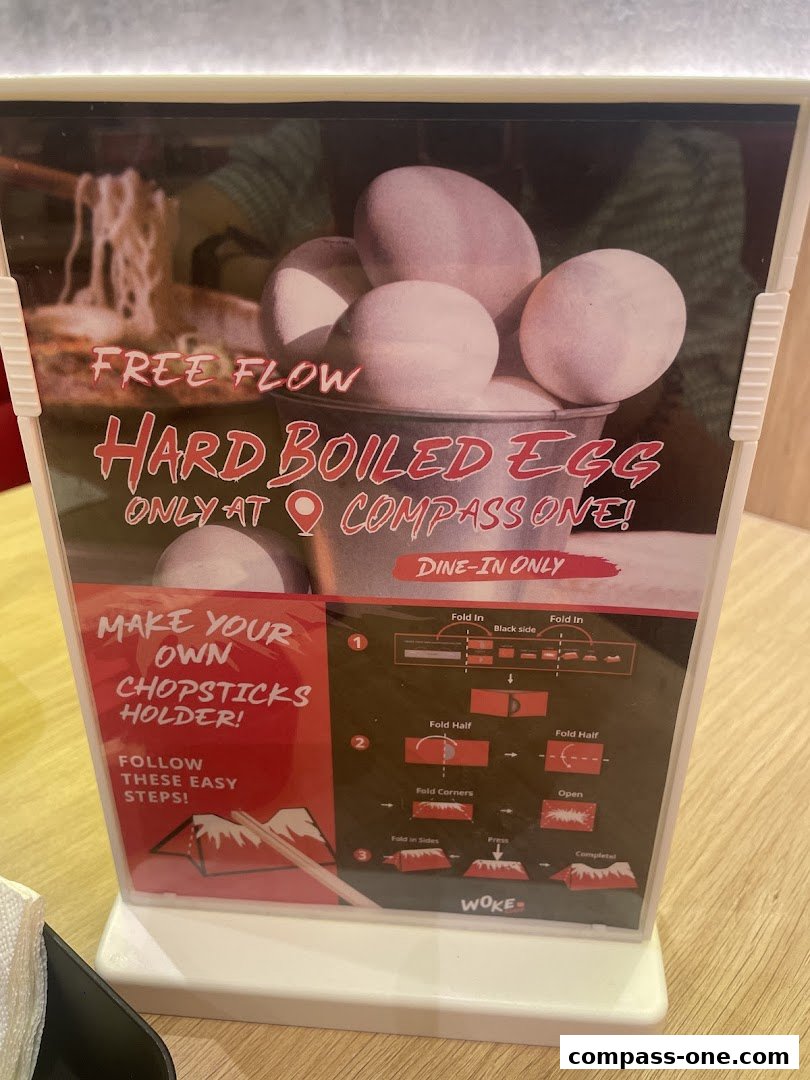 FREE FLOW
HARD BOILED EGG
ONLY AT COMPASS ONE!
DINE-IN ONLY
MAKE YOUR
OWN
CHOPSTICKS
HOLDER!
FOLLOW
THESE EASY
STEPS!
1
Fold In
Black side
Fold In
2
Fold Half
Fold Half
Fold Corners
Open
3
Fold in Sides
Press
Complete!
WOKE
compass-one.com